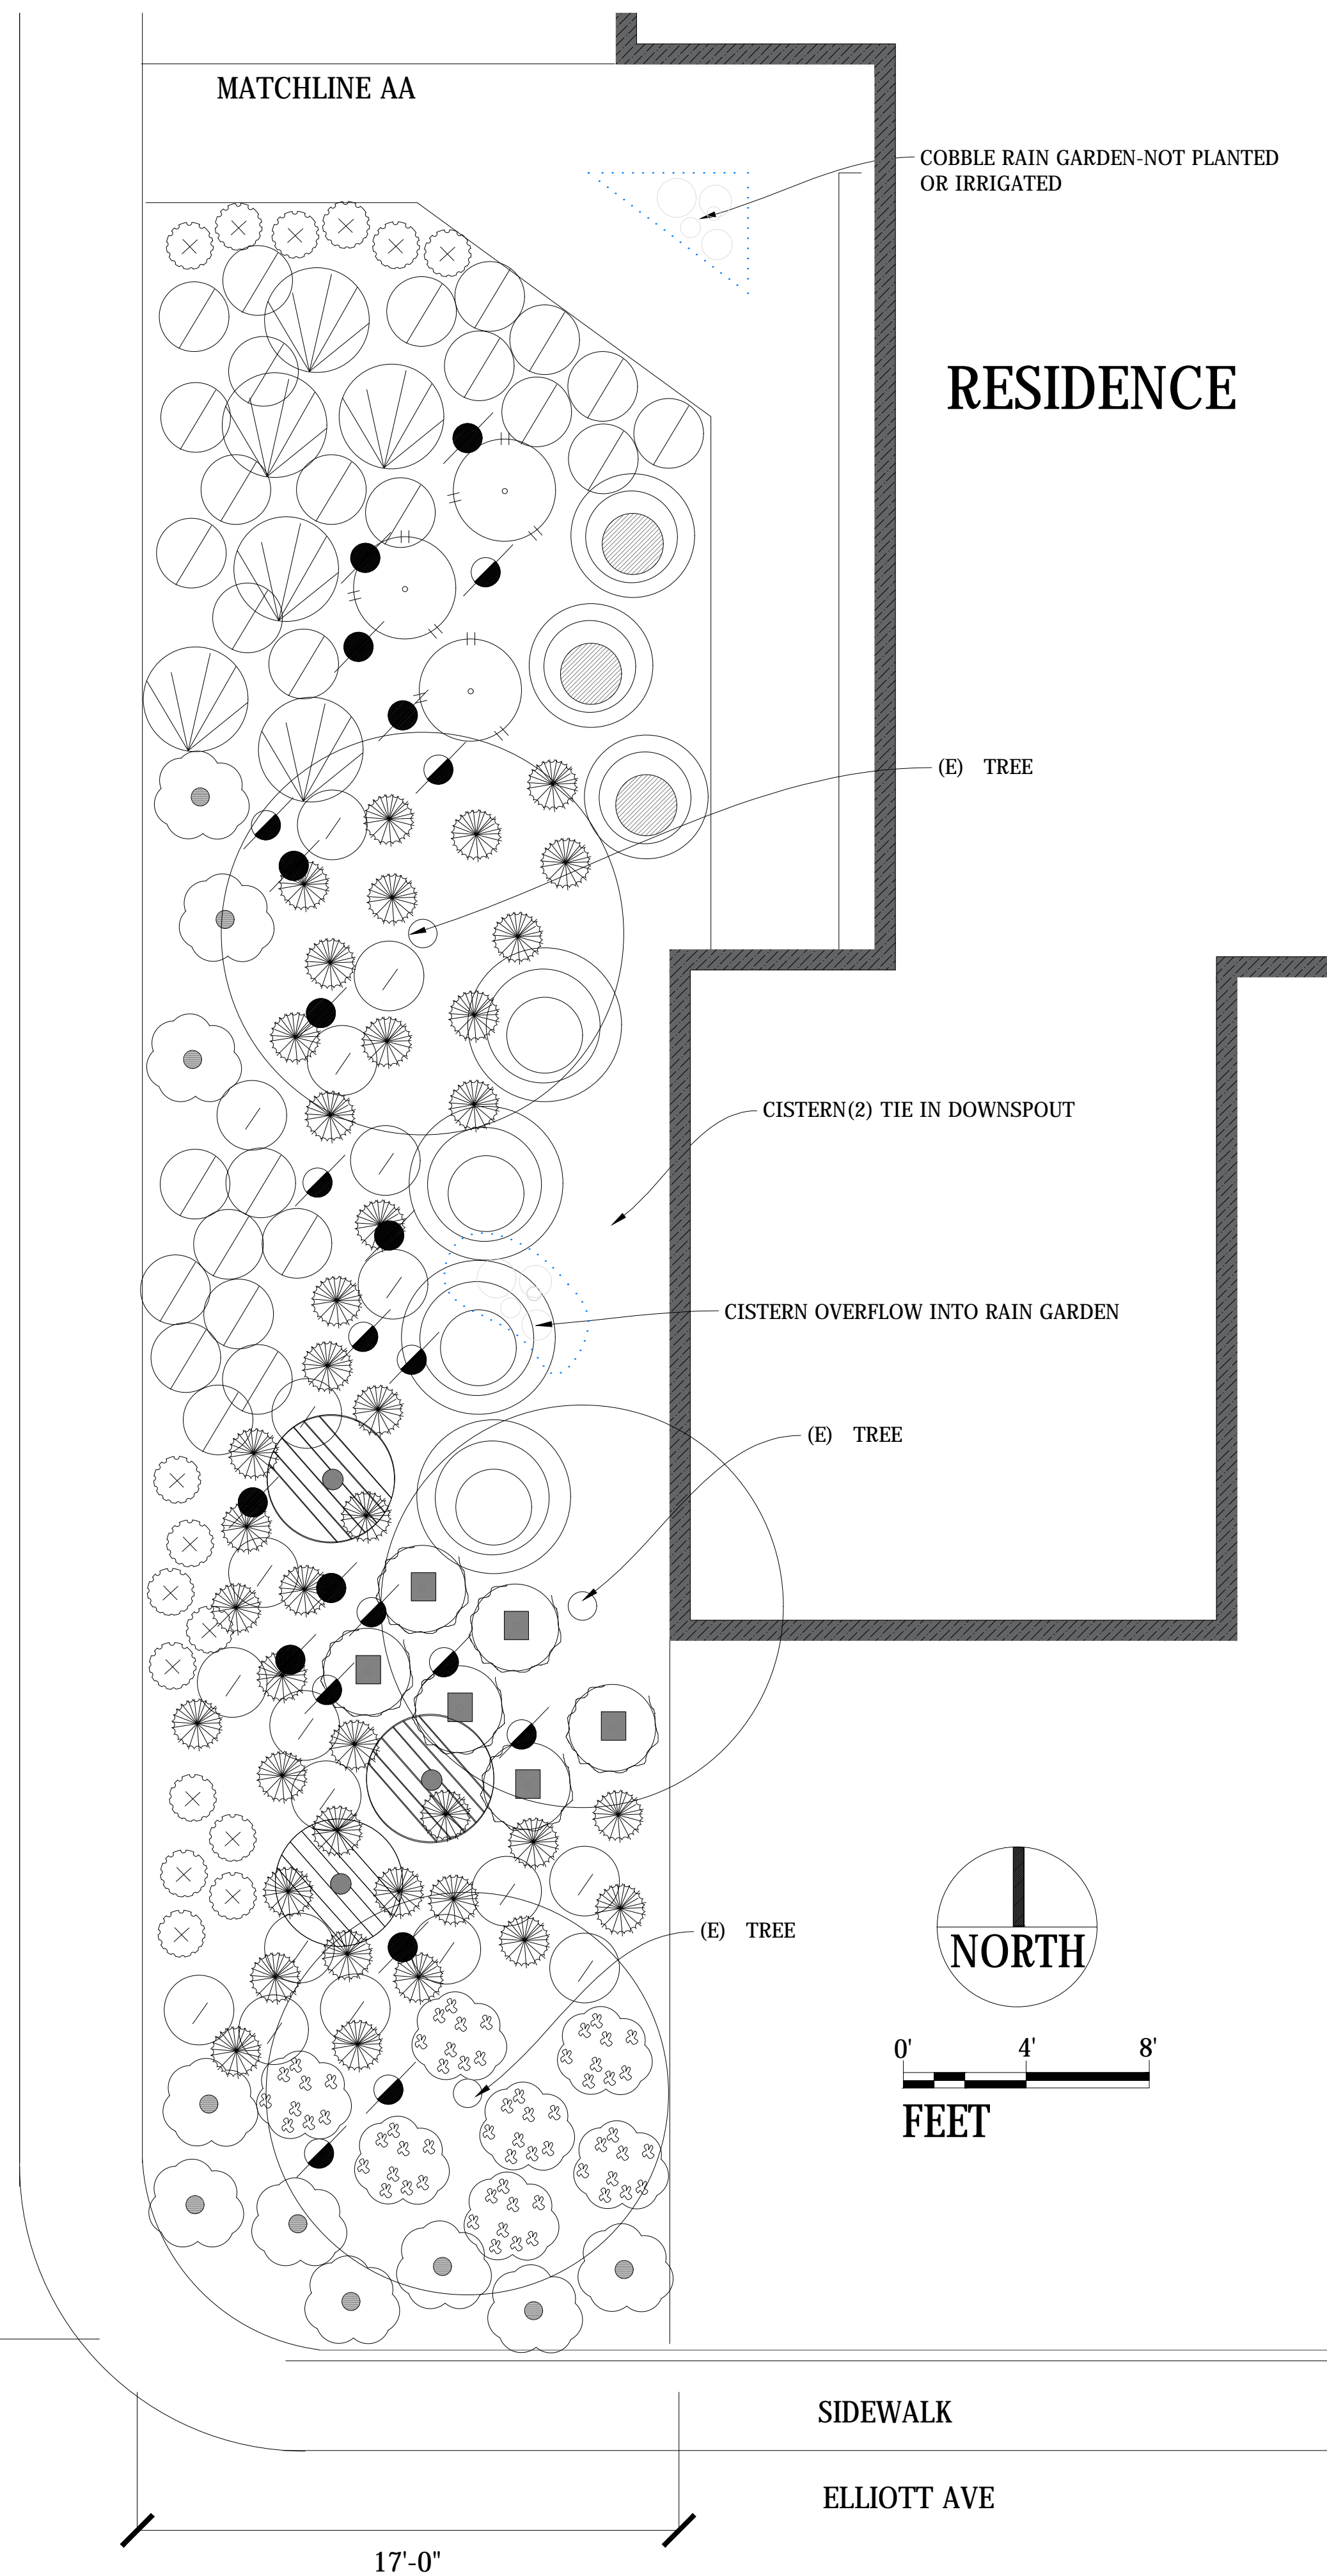 MATCHLINE AA
COBBLE RAIN GARDEN-NOT PLANTED
OR IRRIGATED
RESIDENCE
(E) TREE
CISTERN(2) TIE IN DOWNSPOUT
CISTERN OVERFLOW INTO RAIN GARDEN
(E) TREE
(E) TREE
NORTH
0' 4' 8'
FEET
SIDEWALK
ELLIOTT AVE
17'-0"